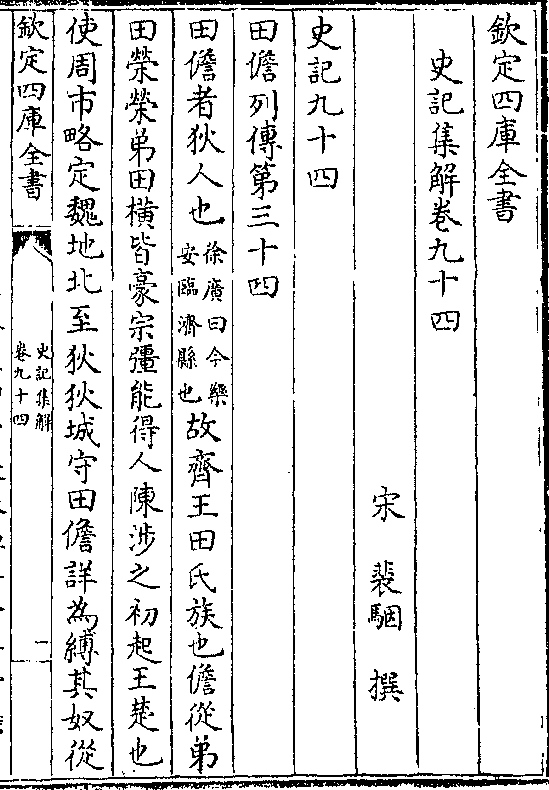 欽定四庫全書
史記集解卷九十四
宋 裴駰 撰
史記九十四
田儋列傳第三十四
田儋者狄人也徐廣曰今樂安臨濟縣也故齊王田氏族也儋從弟
田榮榮弟田橫皆豪宗彊能得人陳涉之初起王楚也
使周市略定魏地北至狄狄城守田儋詳為縛其奴從
欽定四庫全書
史記集解
卷九十四
一